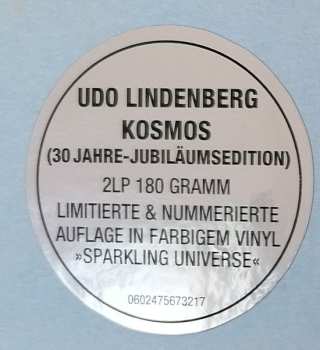 UDO LINDENBERG
KOSMOS
(30 JAHRE-JUBILÄUMSEDITION)
2LP 180 GRAMM
LIMITIERTE & NUMMERIERTE
AUFLAGE IN FARBIGEM VINYL
»SPARKLING UNIVERSE«
0602475673217